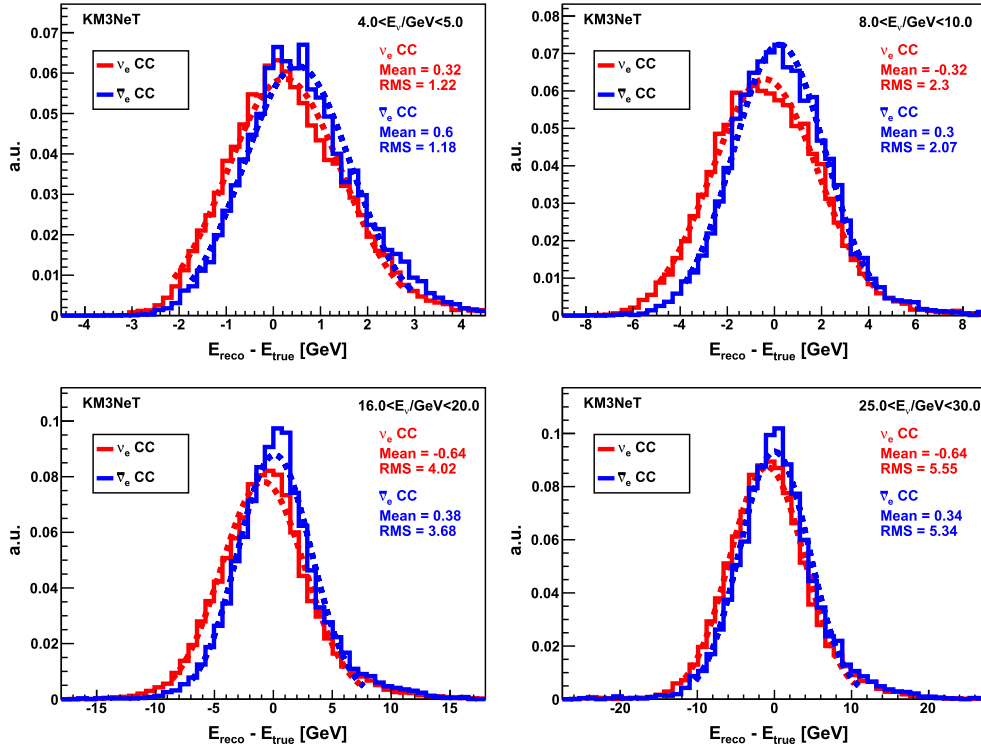 KM3NeT 4.0<Eν/GeV<5.0
0.07
0.06
0.05
0.04
0.03
0.02
0.01
0
a.u.
νe CC
ν̄e CC
νe CC
Mean = 0.32
RMS = 1.22
ν̄e CC
Mean = 0.6
RMS = 1.18
-4 -3 -2 -1 0 1 2 3 4
Ereco - Etrue [GeV]
KM3NeT 8.0<Eν/GeV<10.0
0.08
0.07
0.06
0.05
0.04
0.03
0.02
0.01
0
a.u.
νe CC
ν̄e CC
νe CC
Mean = -0.32
RMS = 2.3
ν̄e CC
Mean = 0.3
RMS = 2.07
-8 -6 -4 -2 0 2 4 6 8
Ereco - Etrue [GeV]
KM3NeT 16.0<Eν/GeV<20.0
0.1
0.08
0.06
0.04
0.02
0
a.u.
νe CC
ν̄e CC
νe CC
Mean = -0.64
RMS = 4.02
ν̄e CC
Mean = 0.38
RMS = 3.68
-15 -10 -5 0 5 10 15
Ereco - Etrue [GeV]
KM3NeT 25.0<Eν/GeV<30.0
0.1
0.08
0.06
0.04
0.02
0
a.u.
νe CC
ν̄e CC
νe CC
Mean = -0.64
RMS = 5.55
ν̄e CC
Mean = 0.34
RMS = 5.34
-20 -10 0 10 20
Ereco - Etrue [GeV]